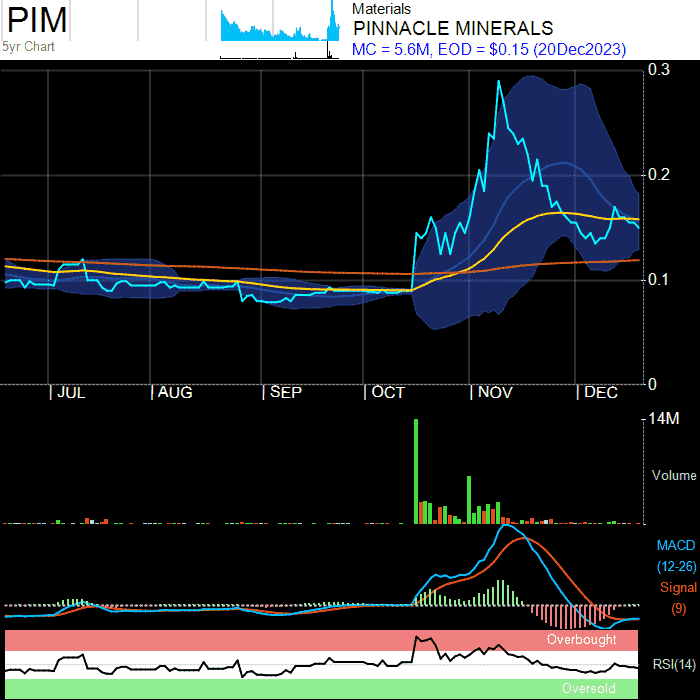 PIM
5yr Chart
Materials
PINNACLE MINERALS
MC = 5.6M, EOD = $0.15 (20Dec2023)
0.3
0.2
0.1
0
| JUL | AUG | SEP | OCT | NOV | DEC
14M
Volume
MACD
(12-26)
Signal
(9)
Overbought
RSI(14)
Oversold